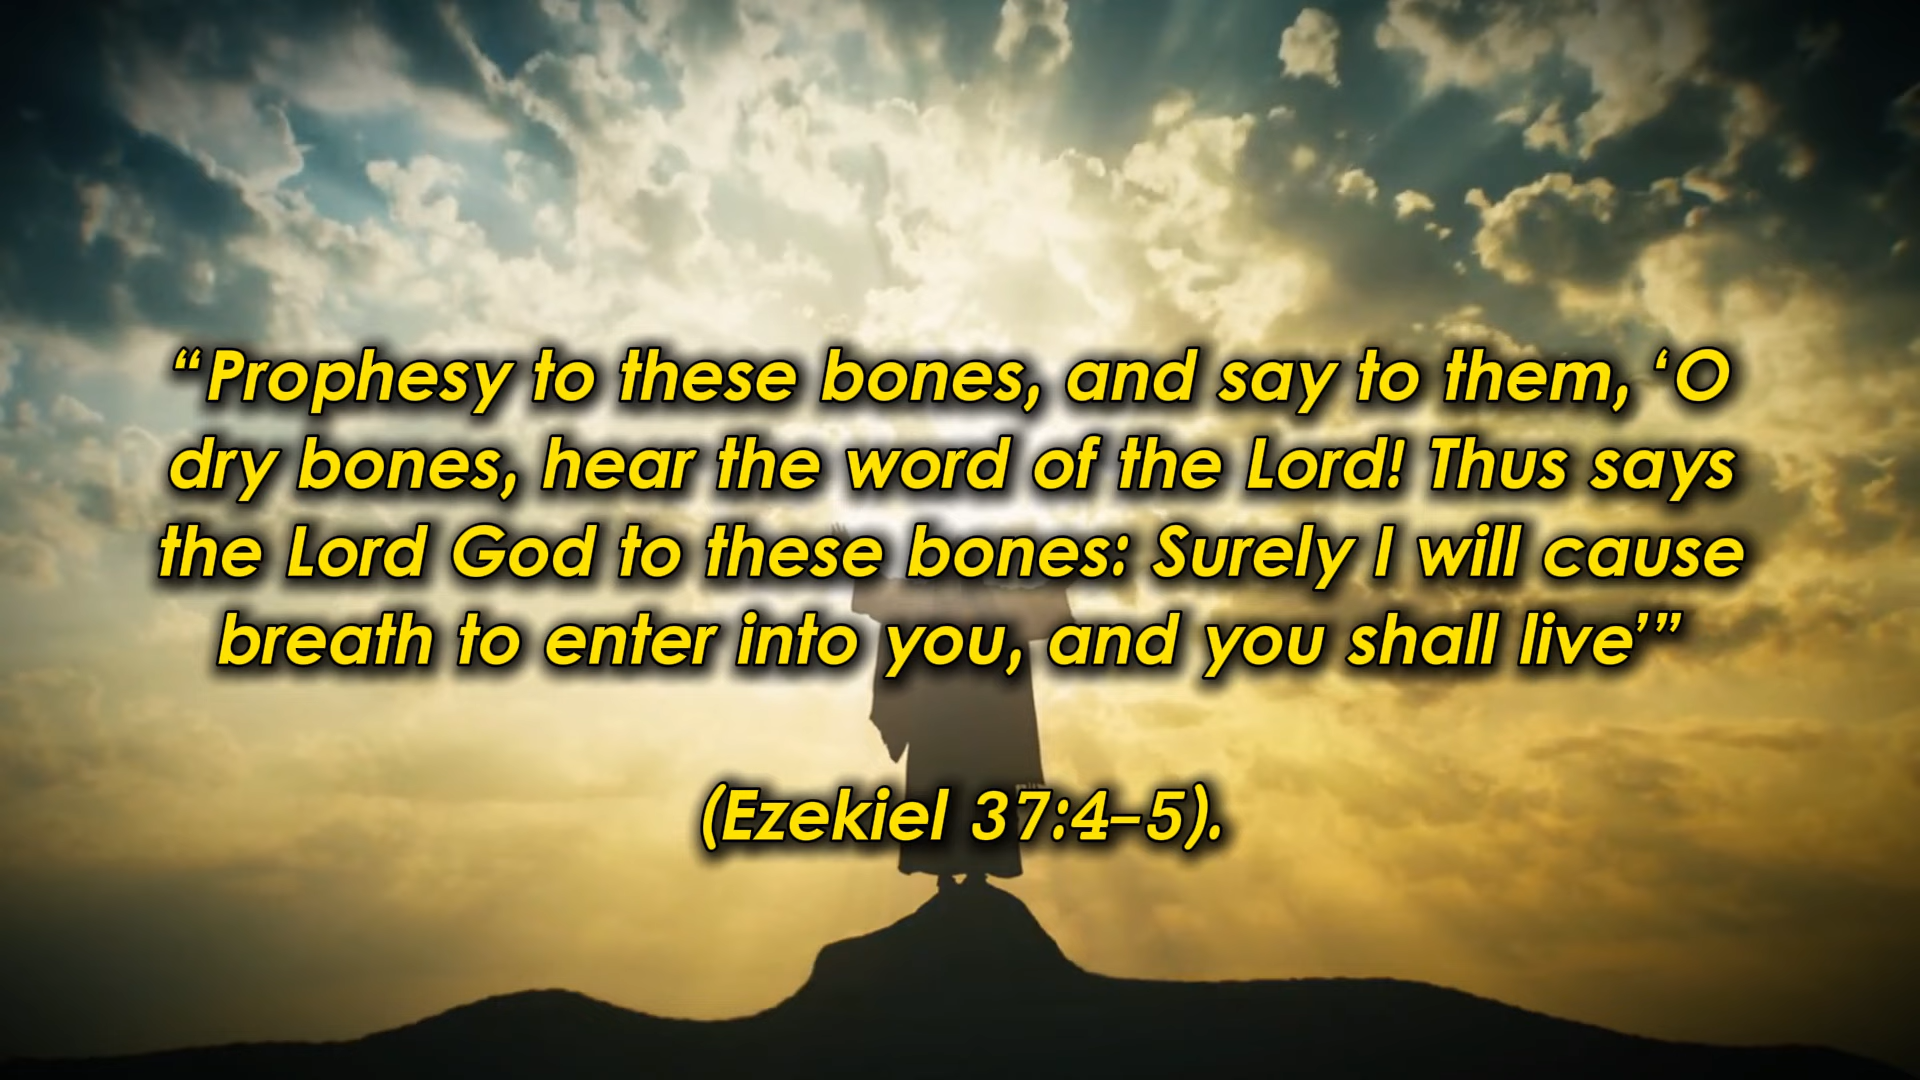 “Prophesy to these bones, and say to them, ‘O
dry bones, hear the word of the Lord! Thus says
the Lord God to these bones: Surely I will cause
breath to enter into you, and you shall live’”
(Ezekiel 37:4–5).